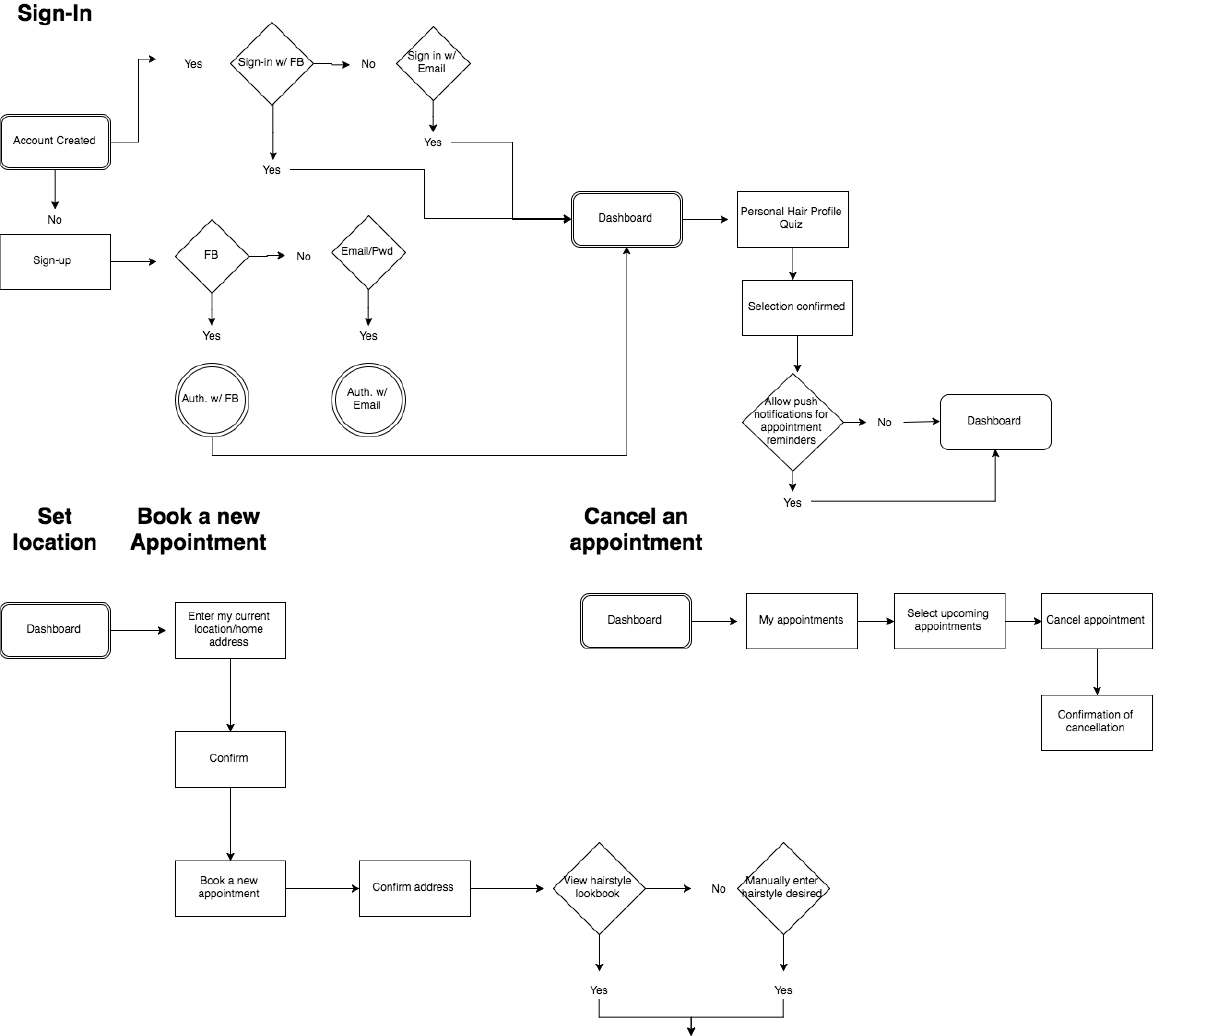 Sign-In
Yes
Sign-in w/ FB
No
Sign in w/
Email
Account Created
Yes
Yes
No
Sign-up
FB
No
Email/Pwd
Yes
Yes
Auth. w/ FB
Auth. w/
Email
Dashboard
Personal Hair Profile
Quiz
Selection confirmed
Allow push
notifications for
appointment
reminders
No
Dashboard
Yes
Set
location
Book a new
Appointment
Cancel an
appointment
Dashboard
Enter my current
location/home
address
Confirm
Book a new
appointment
Confirm address
View hairstyle
lookbook
No
Manually enter
hairstyle desired
Yes
Yes
Dashboard
My appointments
Select upcoming
appointments
Cancel appointment
Confirmation of
cancellation